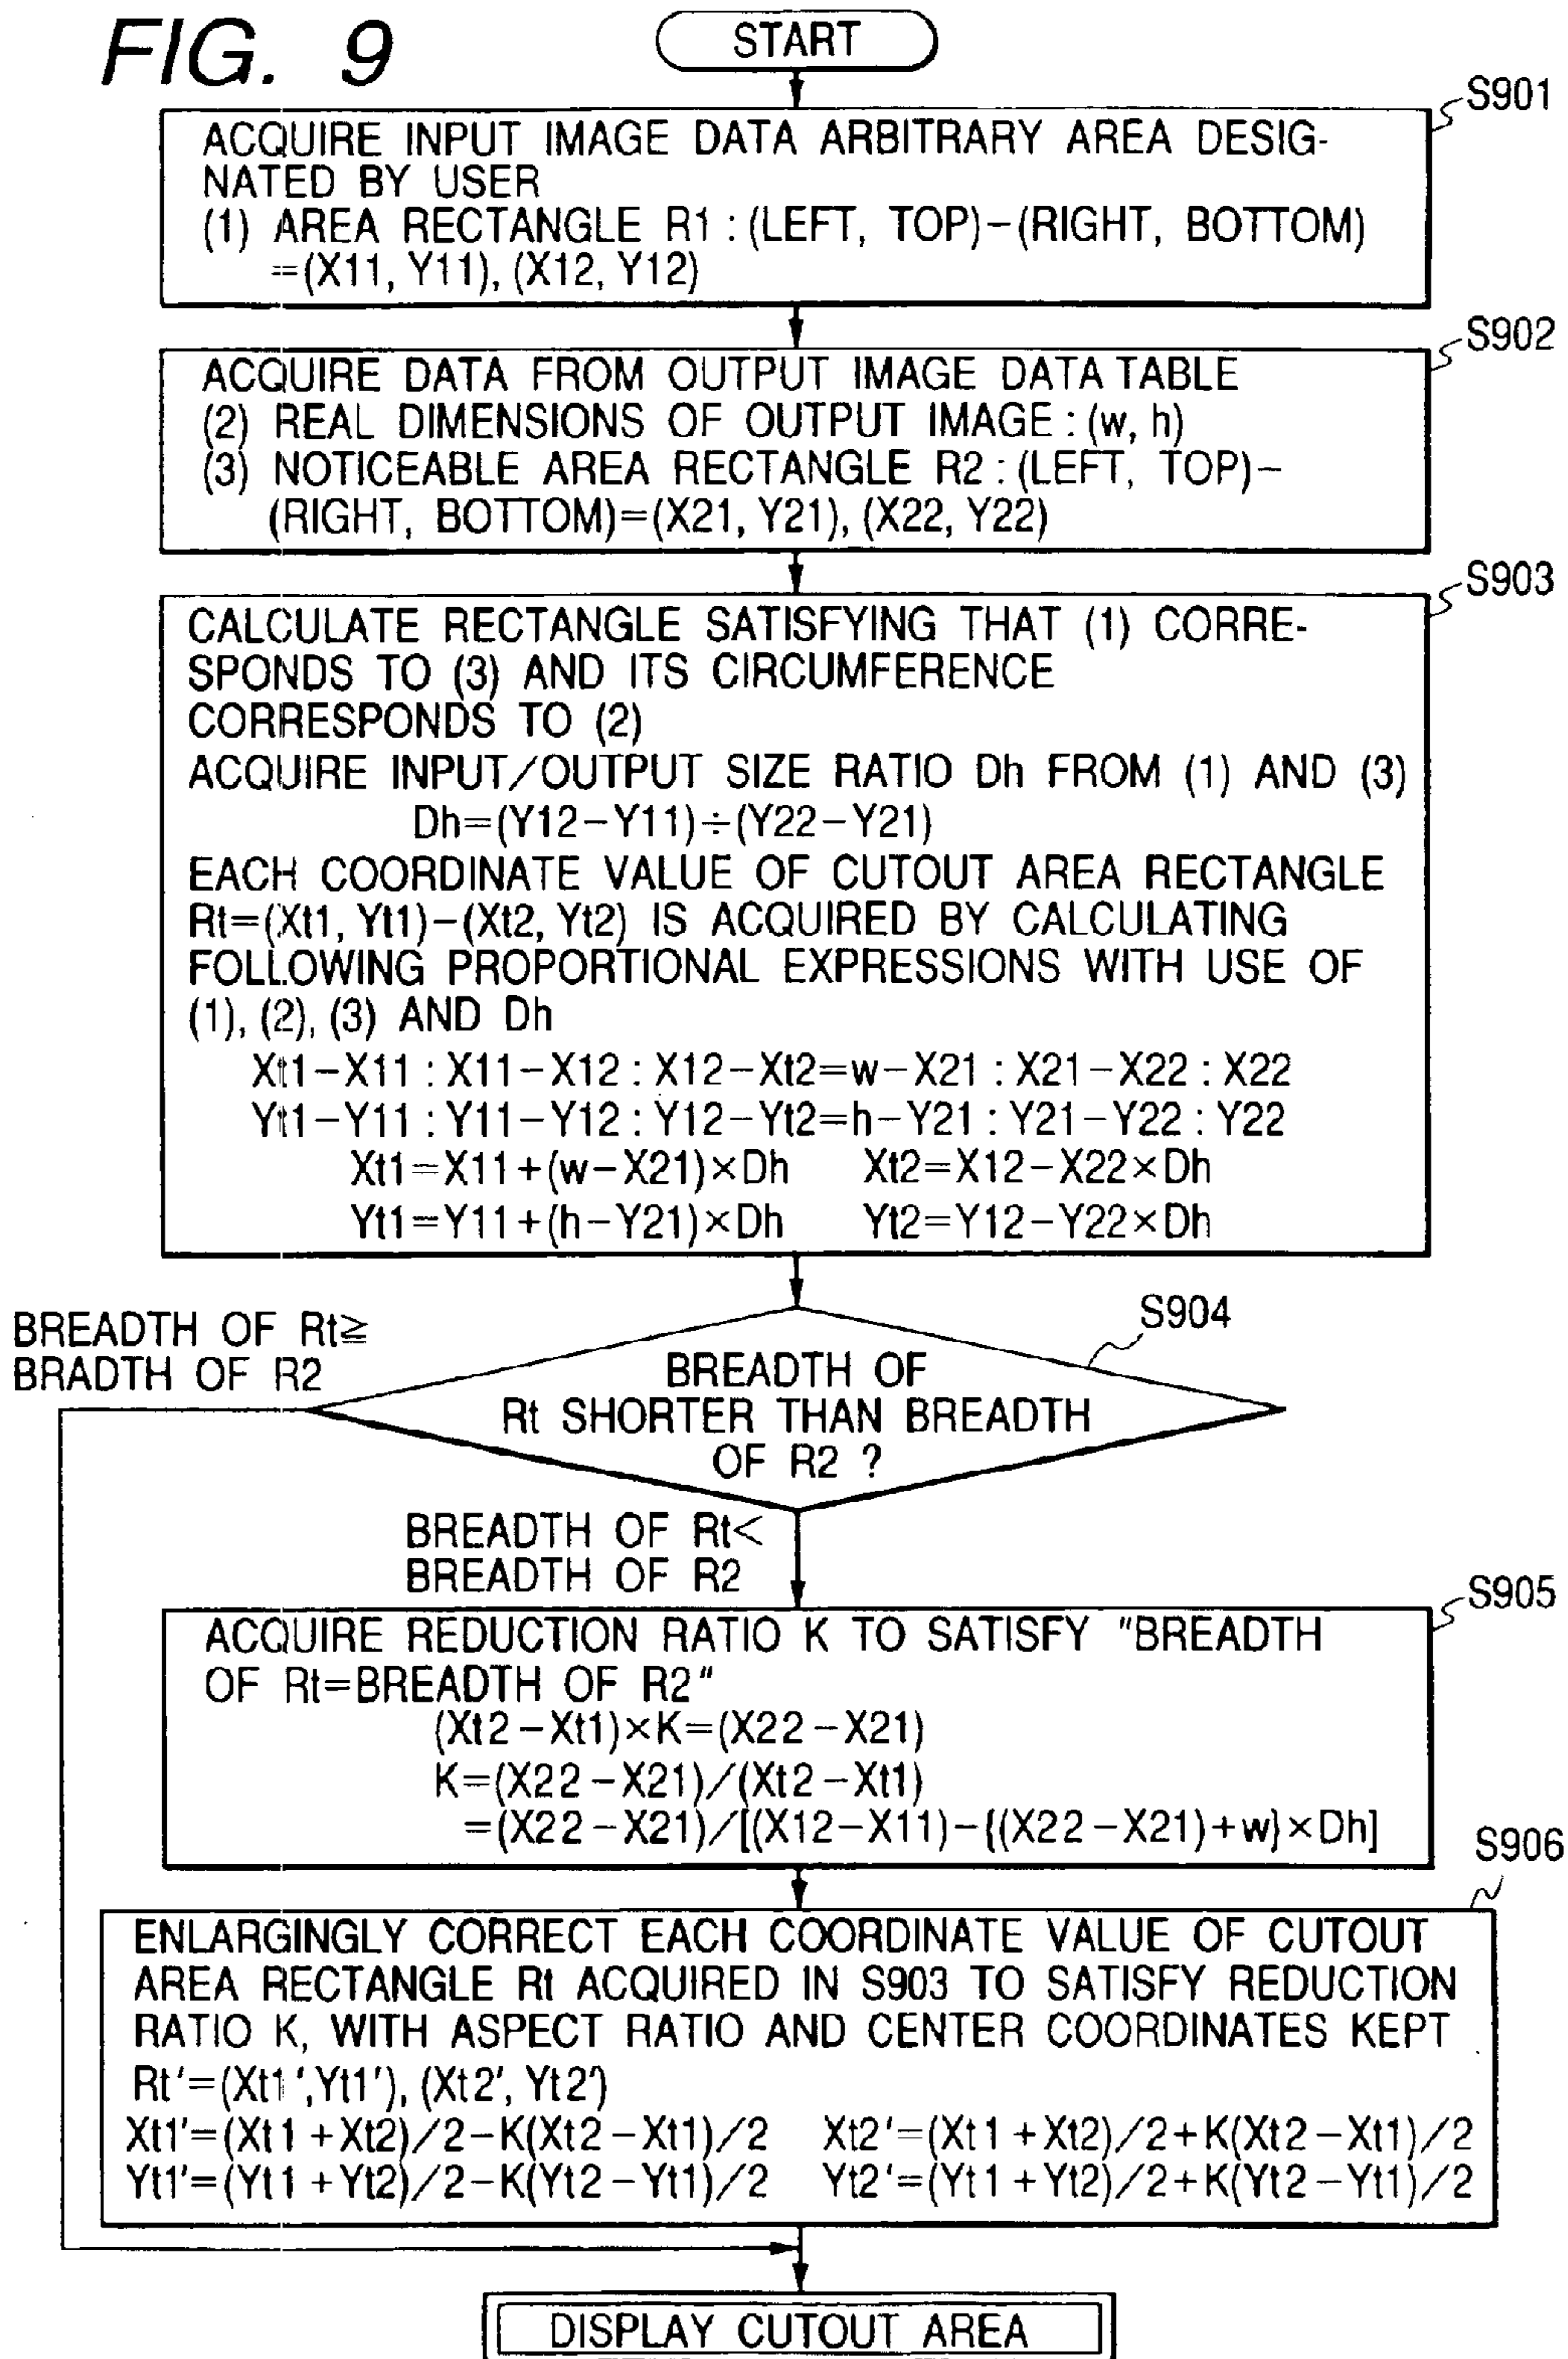 FIG. 9
START
S901
ACQUIRE INPUT IMAGE DATA ARBITRARY AREA DESIG-
NATED BY USER
(1) AREA RECTANGLE R1 : (LEFT, TOP)-(RIGHT, BOTTOM)
=(X11, Y11), (X12, Y12)
S902
ACQUIRE DATA FROM OUTPUT IMAGE DATA TABLE
(2) REAL DIMENSIONS OF OUTPUT IMAGE : (w, h)
(3) NOTICEABLE AREA RECTANGLE R2 : (LEFT, TOP)-
(RIGHT, BOTTOM)=(X21, Y21), (X22, Y22)
S903
CALCULATE RECTANGLE SATISFYING THAT (1) CORRE-
SPONDS TO (3) AND ITS CIRCUMFERENCE
CORRESPONDS TO (2)
ACQUIRE INPUT/OUTPUT SIZE RATIO Dh FROM (1) AND (3)
Dh=(Y12-Y11)÷(Y22-Y21)
EACH COORDINATE VALUE OF CUTOUT AREA RECTANGLE
Rt=(Xt1, Yt1)-(Xt2, Yt2) IS ACQUIRED BY CALCULATING
FOLLOWING PROPORTIONAL EXPRESSIONS WITH USE OF
(1), (2), (3) AND Dh
Xt1-X11 : X11-X12 : X12-Xt2=w-X21 : X21-X22 : X22
Yt1-Y11 : Y11-Y12 : Y12-Yt2=h-Y21 : Y21-Y22 : Y22
Xt1=X11+(w-X21)×Dh Xt2=X12-X22×Dh
Yt1=Y11+(h-Y21)×Dh Yt2=Y12-Y22×Dh
BREADTH OF Rt≧
BRADTH OF R2
S904
BREADTH OF
Rt SHORTER THAN BREADTH
OF R2 ?
BREADTH OF Rt<
BREADTH OF R2
S905
ACQUIRE REDUCTION RATIO K TO SATISFY "BREADTH
OF Rt=BREADTH OF R2"
(Xt2-Xt1)×K=(X22-X21)
K=(X22-X21)/(Xt2-Xt1)
=(X22-X21)/[(X12-X11)-{(X22-X21)+w}×Dh]
S906
ENLARGINGLY CORRECT EACH COORDINATE VALUE OF CUTOUT
AREA RECTANGLE Rt ACQUIRED IN S903 TO SATISFY REDUCTION
RATIO K, WITH ASPECT RATIO AND CENTER COORDINATES KEPT
Rt'=(Xt1',Yt1'), (Xt2', Yt2')
Xt1'=(Xt1+Xt2)/2-K(Xt2-Xt1)/2 Xt2'=(Xt1+Xt2)/2+K(Xt2-Xt1)/2
Yt1'=(Yt1+Yt2)/2-K(Yt2-Yt1)/2 Yt2'=(Yt1+Yt2)/2+K(Yt2-Yt1)/2
DISPLAY CUTOUT AREA